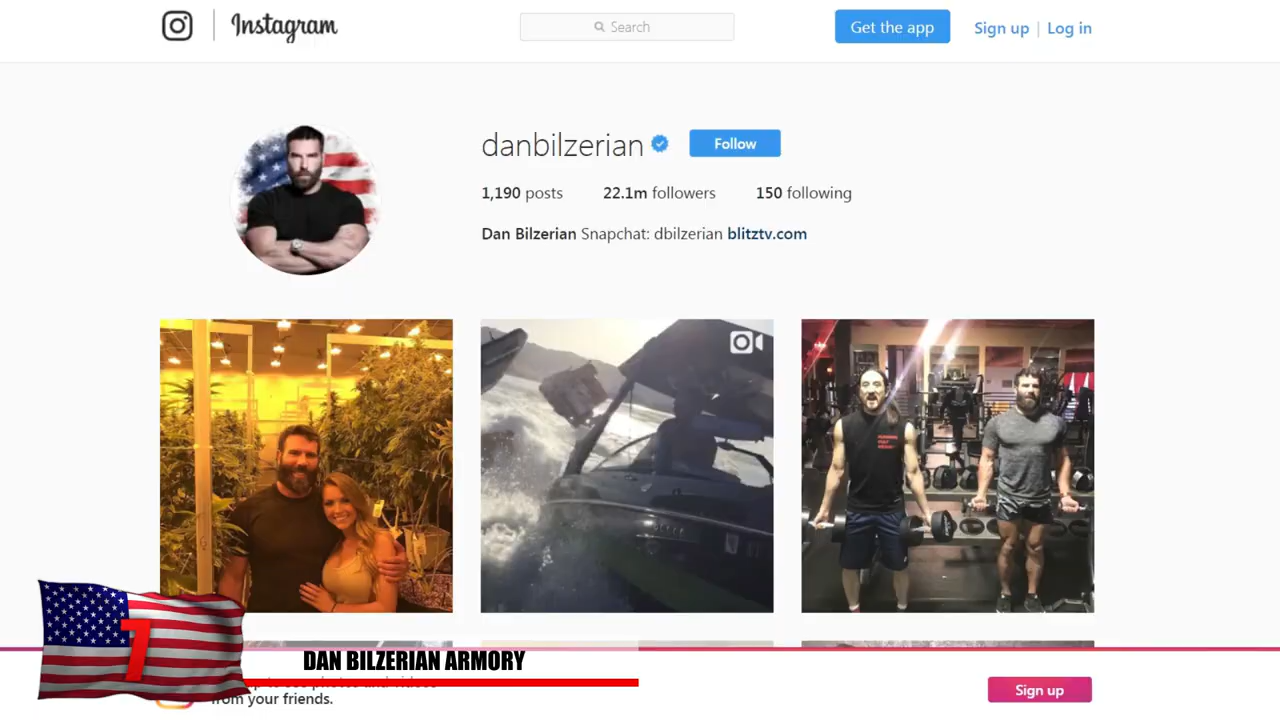 Instagram
Search
Get the app
Sign up | Log in
danbilzerian
Follow
1,190 posts 22.1m followers 150 following
Dan Bilzerian Snapchat: dbilzerian blitztv.com
7
DAN BILZERIAN ARMORY
from your friends.
Sign up